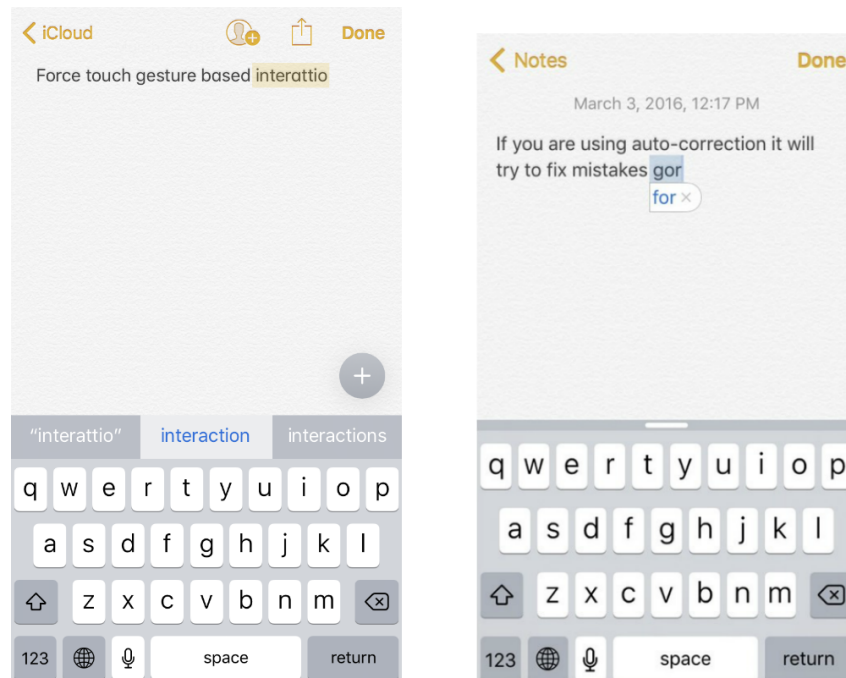 iCloud
Done
Force touch gesture based interattio
“interattio”
interaction
interactions
q w e r t y u i o p
a s d f g h j k l
z x c v b n m
123
space
return
Notes
Done
March 3, 2016, 12:17 PM
If you are using auto-correction it will
try to fix mistakes gor
for ×
q w e r t y u i o p
a s d f g h j k l
z x c v b n m
123
space
return